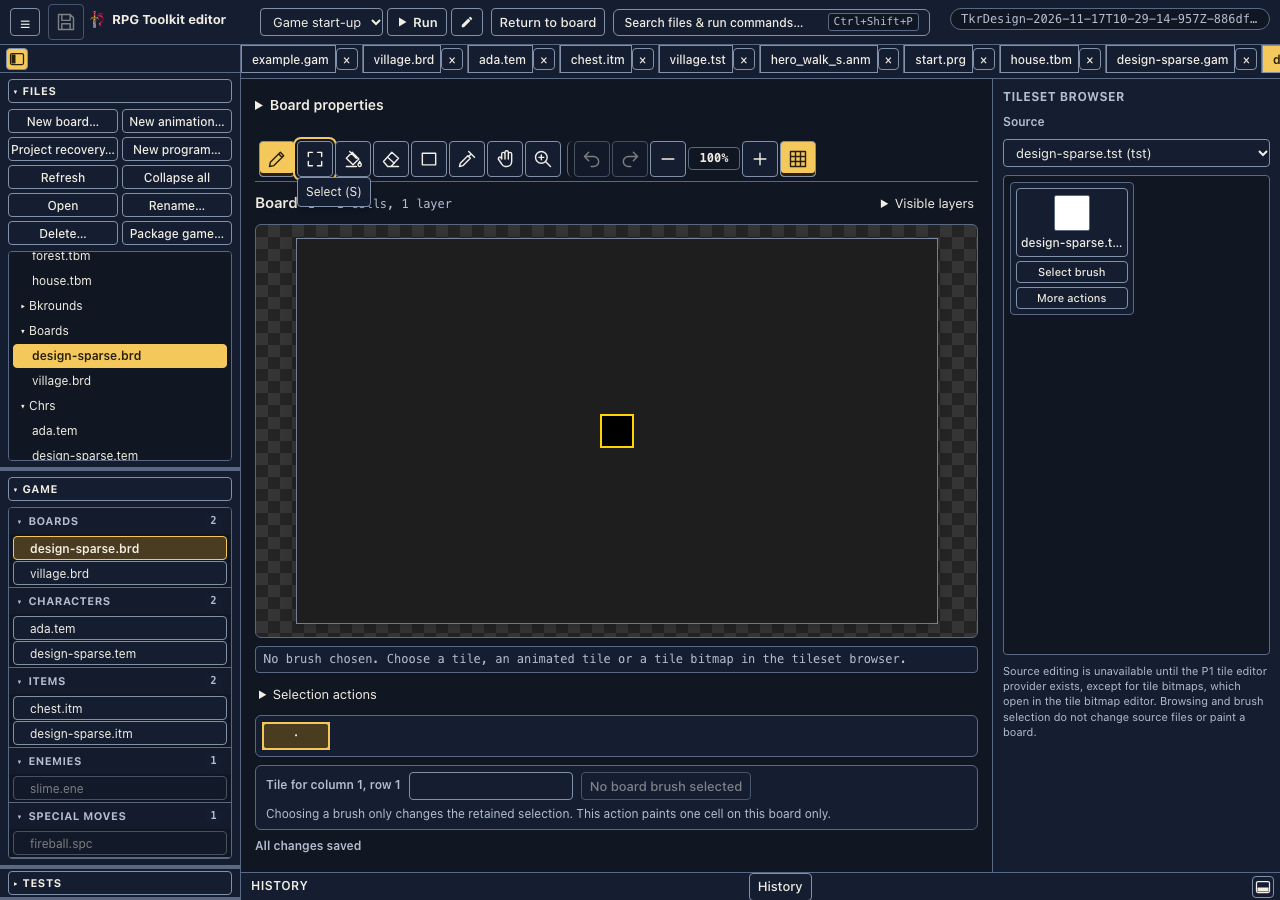 RPG Toolkit editor
Game start-up
Run
Return to board
Search files & run commands...
Ctrl+Shift+P
TkrDesign-2026-11-17T10-29-14-957Z-886df...
example.gam ×
village.brd ×
ada.tem ×
chest.itm ×
village.tst ×
hero_walk_s.anm ×
start.prg ×
house.tbm ×
design-sparse.gam ×
FILES
New board...
New animation...
Project recovery...
New program...
Refresh
Collapse all
Open
Rename...
Delete...
Package game...
forest.tbm
house.tbm
Bkrounds
Boards
design-sparse.brd
village.brd
Chrs
ada.tem
design-sparse.tem
GAME
BOARDS 2
design-sparse.brd
village.brd
CHARACTERS 2
ada.tem
design-sparse.tem
ITEMS 2
chest.itm
design-sparse.itm
ENEMIES 1
slime.ene
SPECIAL MOVES 1
fireball.spc
TESTS
Board properties
100%
Select (S)
Board
, 1 layer
Visible layers
No brush chosen. Choose a tile, an animated tile or a tile bitmap in the tileset browser.
Selection actions
·
Tile for column 1, row 1
No board brush selected
Choosing a brush only changes the retained selection. This action paints one cell on this board only.
All changes saved
HISTORY
History
TILESET BROWSER
Source
design-sparse.tst (tst)
design-sparse.t...
Select brush
More actions
Source editing is unavailable until the P1 tile editor
provider exists, except for tile bitmaps, which
open in the tile bitmap editor. Browsing and brush
selection do not change source files or paint a
board.